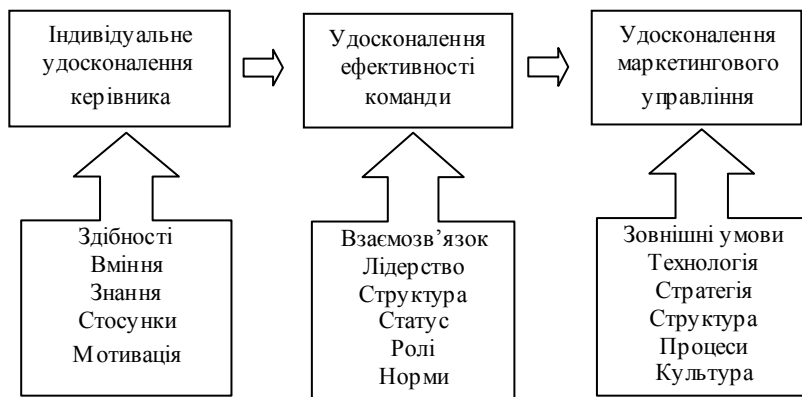 Індивідуальне
удосконалення
керівника
Удосконалення
ефективності
команди
Удосконалення
маркетингового
управління
Здібності
Вміння
Знання
Стосунки
Мотивація
Взаємозв’язок
Лідерство
Структура
Статус
Ролі
Норми
Зовнішні умови
Технологія
Стратегія
Структура
Процеси
Культура